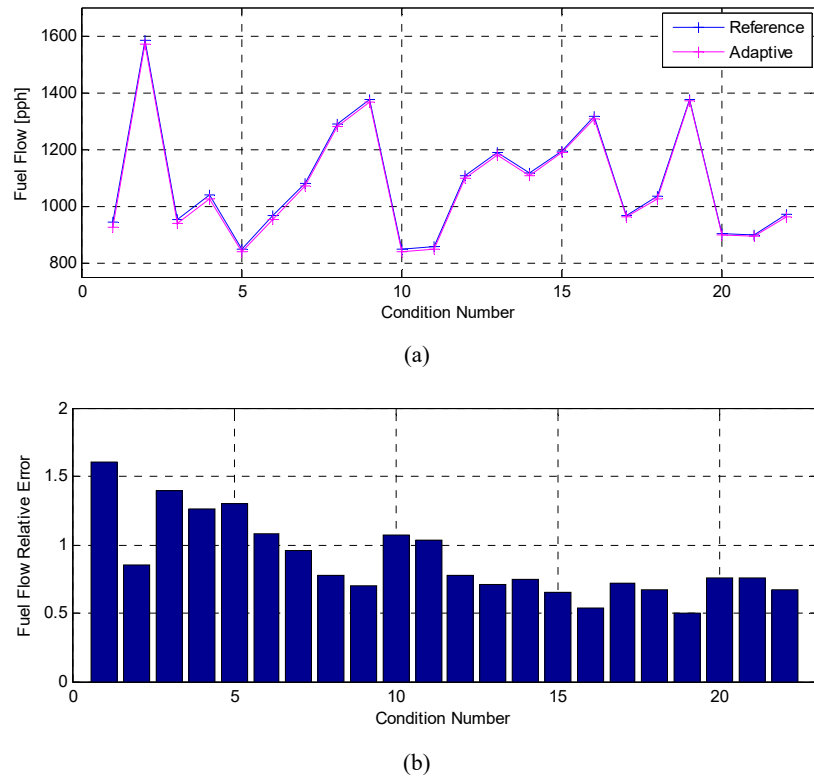 Reference
Adaptive
Fuel Flow [pph]
1600
1400
1200
1000
800
0 5 10 15 20
Condition Number
(a)
Fuel Flow Relative Error
2
1.5
1
0.5
0
0 5 10 15 20
Condition Number
(b)